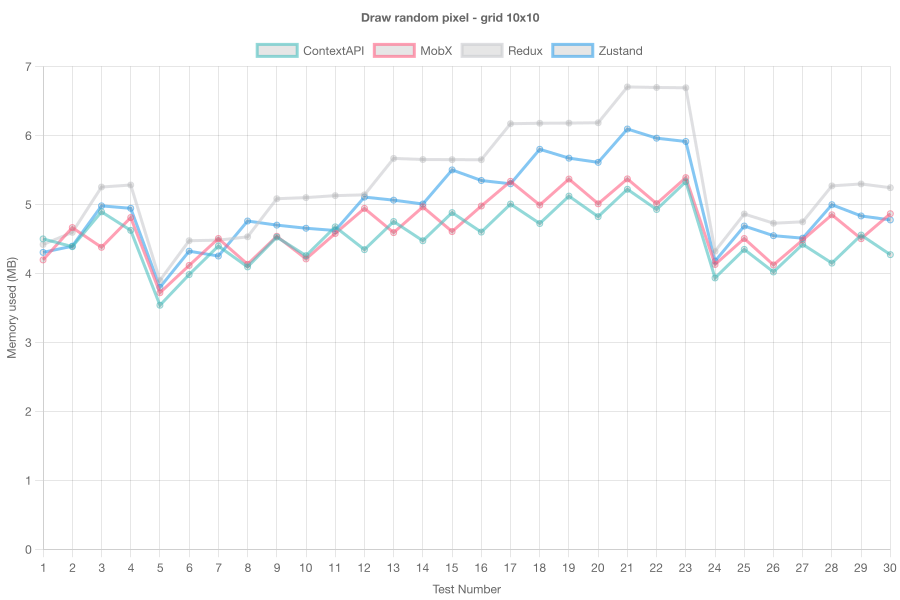 Draw random pixel - grid 10x10
ContextAPI MobX Redux Zustand
7
6
5
4
3
2
1
0
Memory used (MB)
1 2 3 4 5 6 7 8 9 10 11 12 13 14 15 16 17 18 19 20 21 22 23 24 25 26 27 28 29 30
Test Number